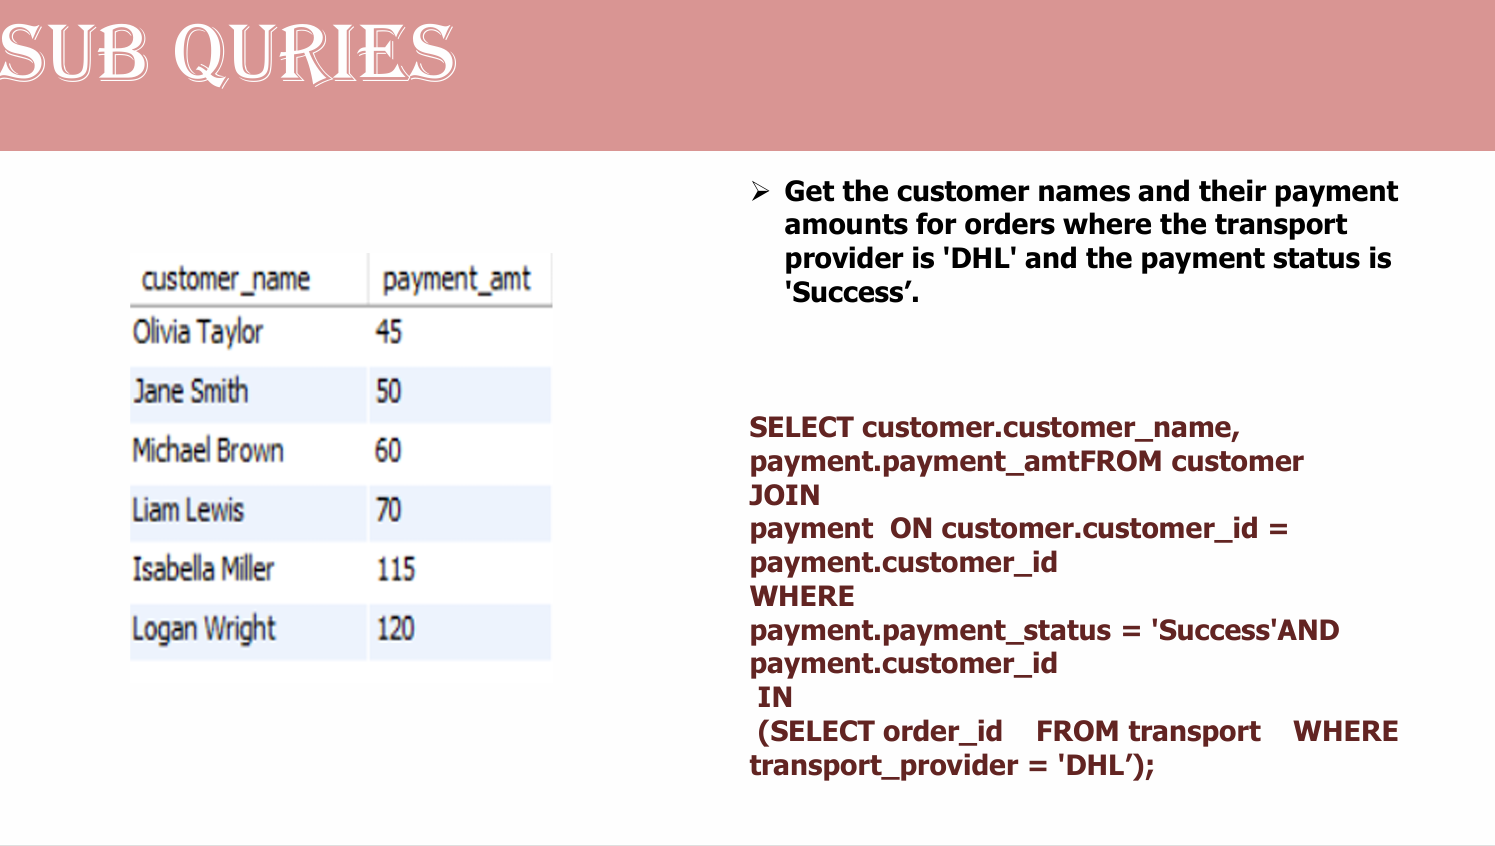 SUB QURIES
customer_name payment_amt
Olivia Taylor 45
Jane Smith 50
Michael Brown 60
Liam Lewis 70
Isabella Miller 115
Logan Wright 120
➢ Get the customer names and their payment
amounts for orders where the transport
provider is 'DHL' and the payment status is
'Success’.
SELECT customer.customer_name,
payment.payment_amtFROM customer
JOIN
payment  ON customer.customer_id =
payment.customer_id
WHERE
payment.payment_status = 'Success'AND
payment.customer_id
IN
(SELECT order_id    FROM transport    WHERE
transport_provider = 'DHL’);